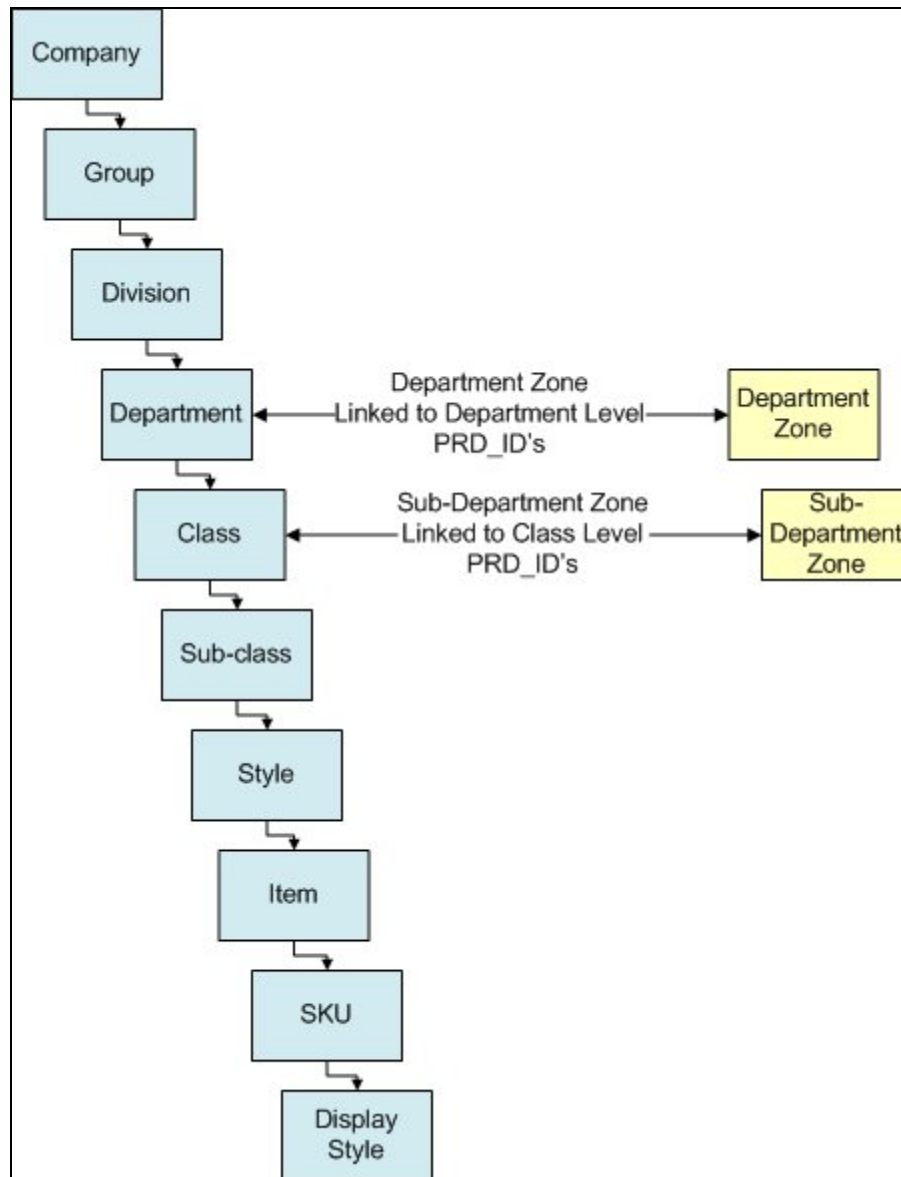 Company
Group
Division
Department
Department Zone
Linked to Department Level
PRD_ID's
Department
Zone
Class
Sub-Department Zone
Linked to Class Level
PRD_ID's
Sub-
Department
Zone
Sub-class
Style
Item
SKU
Display
Style